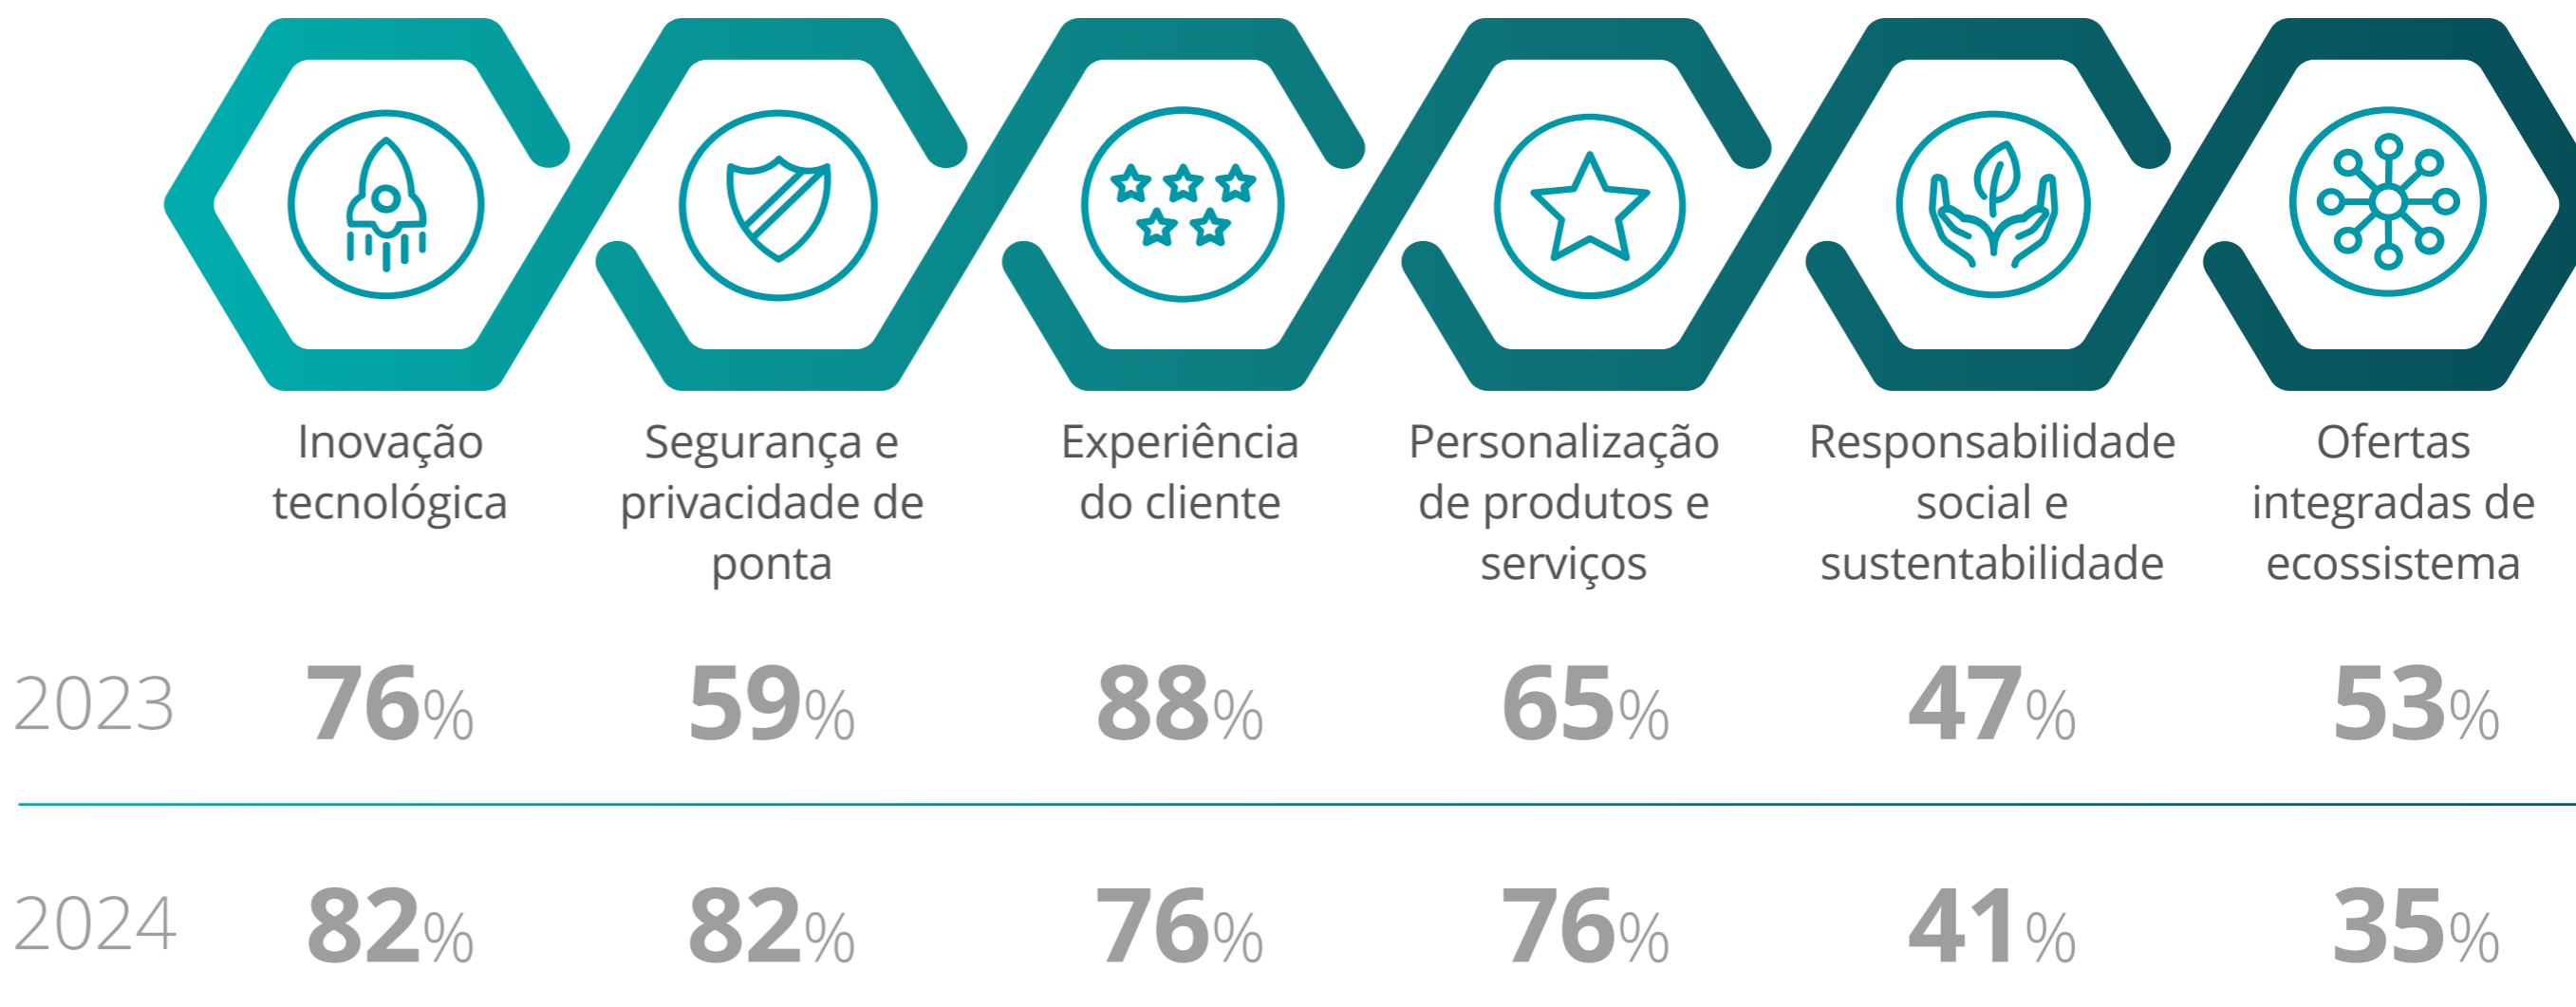 Inovação
tecnológica
Segurança e
privacidade de
ponta
Experiência
do cliente
Personalização
de produtos e
serviços
Responsabilidade
social e
sustentabilidade
Ofertas
integradas de
ecossistema
2023 76% 59% 88% 65% 47% 53%
2024 82% 82% 76% 76% 41% 35%